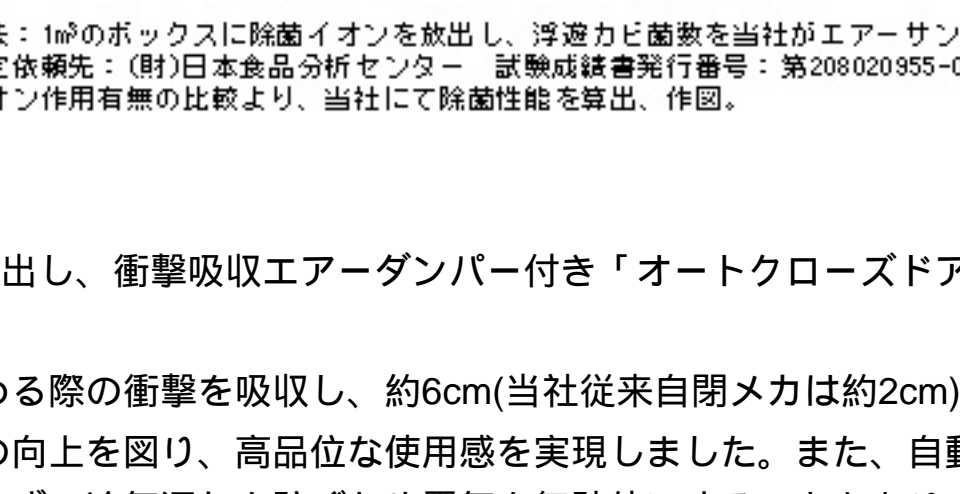 ：1m³のボックスに除菌イオンを放出し、浮遊カビ菌数を当社がエアーサン
依頼先：(財)日本食品分析センター　試験成績書発行番号：第208020955-0
オン作用有無の比較より、当社にて除菌性能を算出、作図。
出し、衝撃吸収エアーダンパー付き「オートクローズドア
める際の衝撃を吸収し、約6cm(当社従来自閉メカは約2cm)
の向上を図り、高品位な使用感を実現しました。また、自動